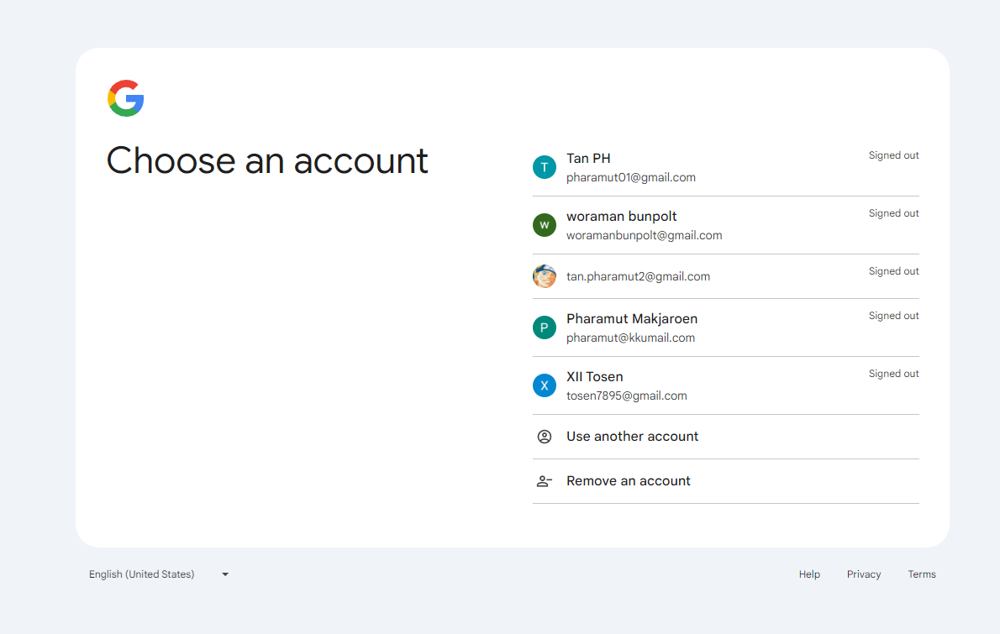 Choose an account
T
Tan PH
pharamut01@gmail.com
Signed out
w
woraman bunpolt
woramanbunpolt@gmail.com
Signed out
tan.pharamut2@gmail.com
Signed out
P
Pharamut Makjaroen
pharamut@kkumail.com
Signed out
X
XII Tosen
tosen7895@gmail.com
Signed out
Use another account
Remove an account
English (United States)
Help
Privacy
Terms